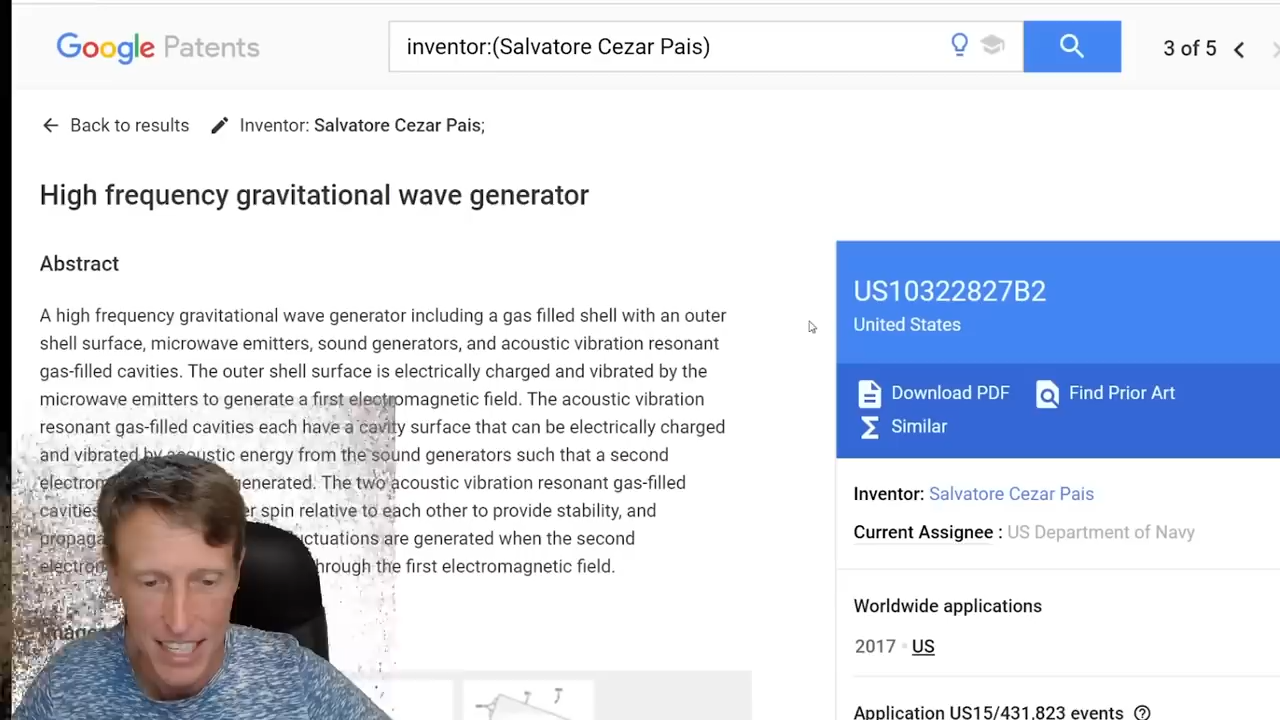 Google Patents
inventor:(Salvatore Cezar Pais)
3 of 5
Back to results
Inventor: Salvatore Cezar Pais;
High frequency gravitational wave generator
Abstract
A high frequency gravitational wave generator including a gas filled shell with an outer
shell surface, microwave emitters, sound generators, and acoustic vibration resonant
gas-filled cavities. The outer shell surface is electrically charged and vibrated by the
microwave emitters to generate a first electromagnetic field. The acoustic vibration
resonant gas-filled cavities each have a cavity surface that can be electrically charged
and vibrated by acoustic energy from the sound generators such that a second
electrom generated. The two acoustic vibration resonant gas-filled
cavities er spin relative to each other to provide stability, and
propaga uctuations are generated when the second
electrom through the first electromagnetic field.
Image
US10322827B2
United States
Download PDF
Find Prior Art
Similar
Inventor: Salvatore Cezar Pais
Current Assignee : US Department of Navy
Worldwide applications
2017 US
Application US15/431,823 events